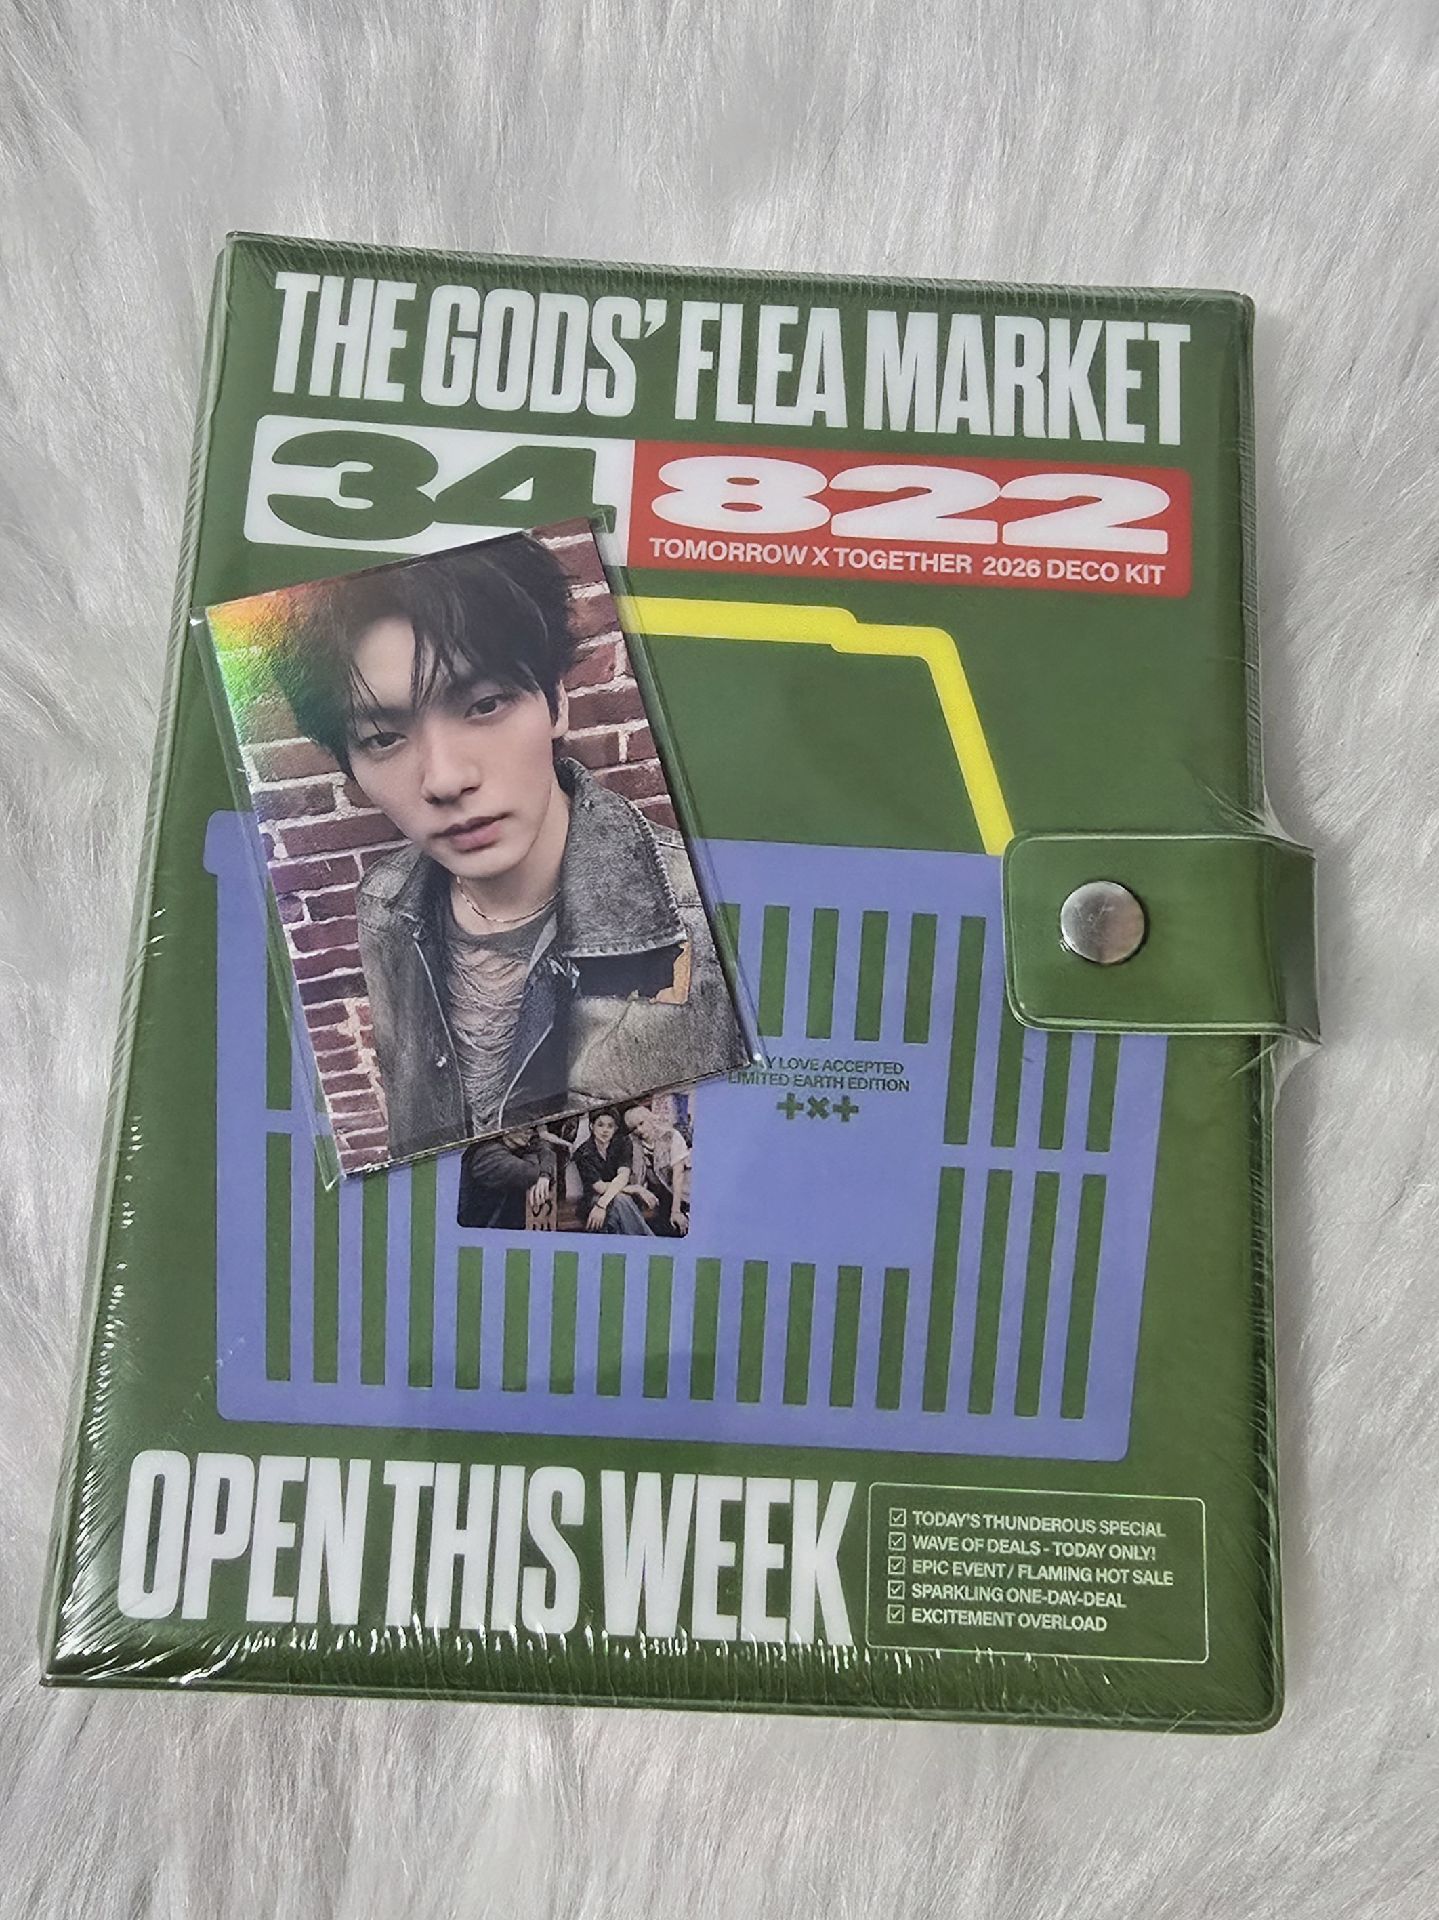 THE GODS' FLEA MARKET
34 822
TOMORROW X TOGETHER 2026 DECO KIT
LOVE ACCEPTED
LIMITED EARTH EDITION
OPEN THIS WEEK
TODAY'S THUNDEROUS SPECIAL
WAVE OF DEALS - TODAY ONLY!
EPIC EVENT / FLAMING HOT SALE
SPARKLING ONE-DAY-DEAL
EXCITEMENT OVERLOAD